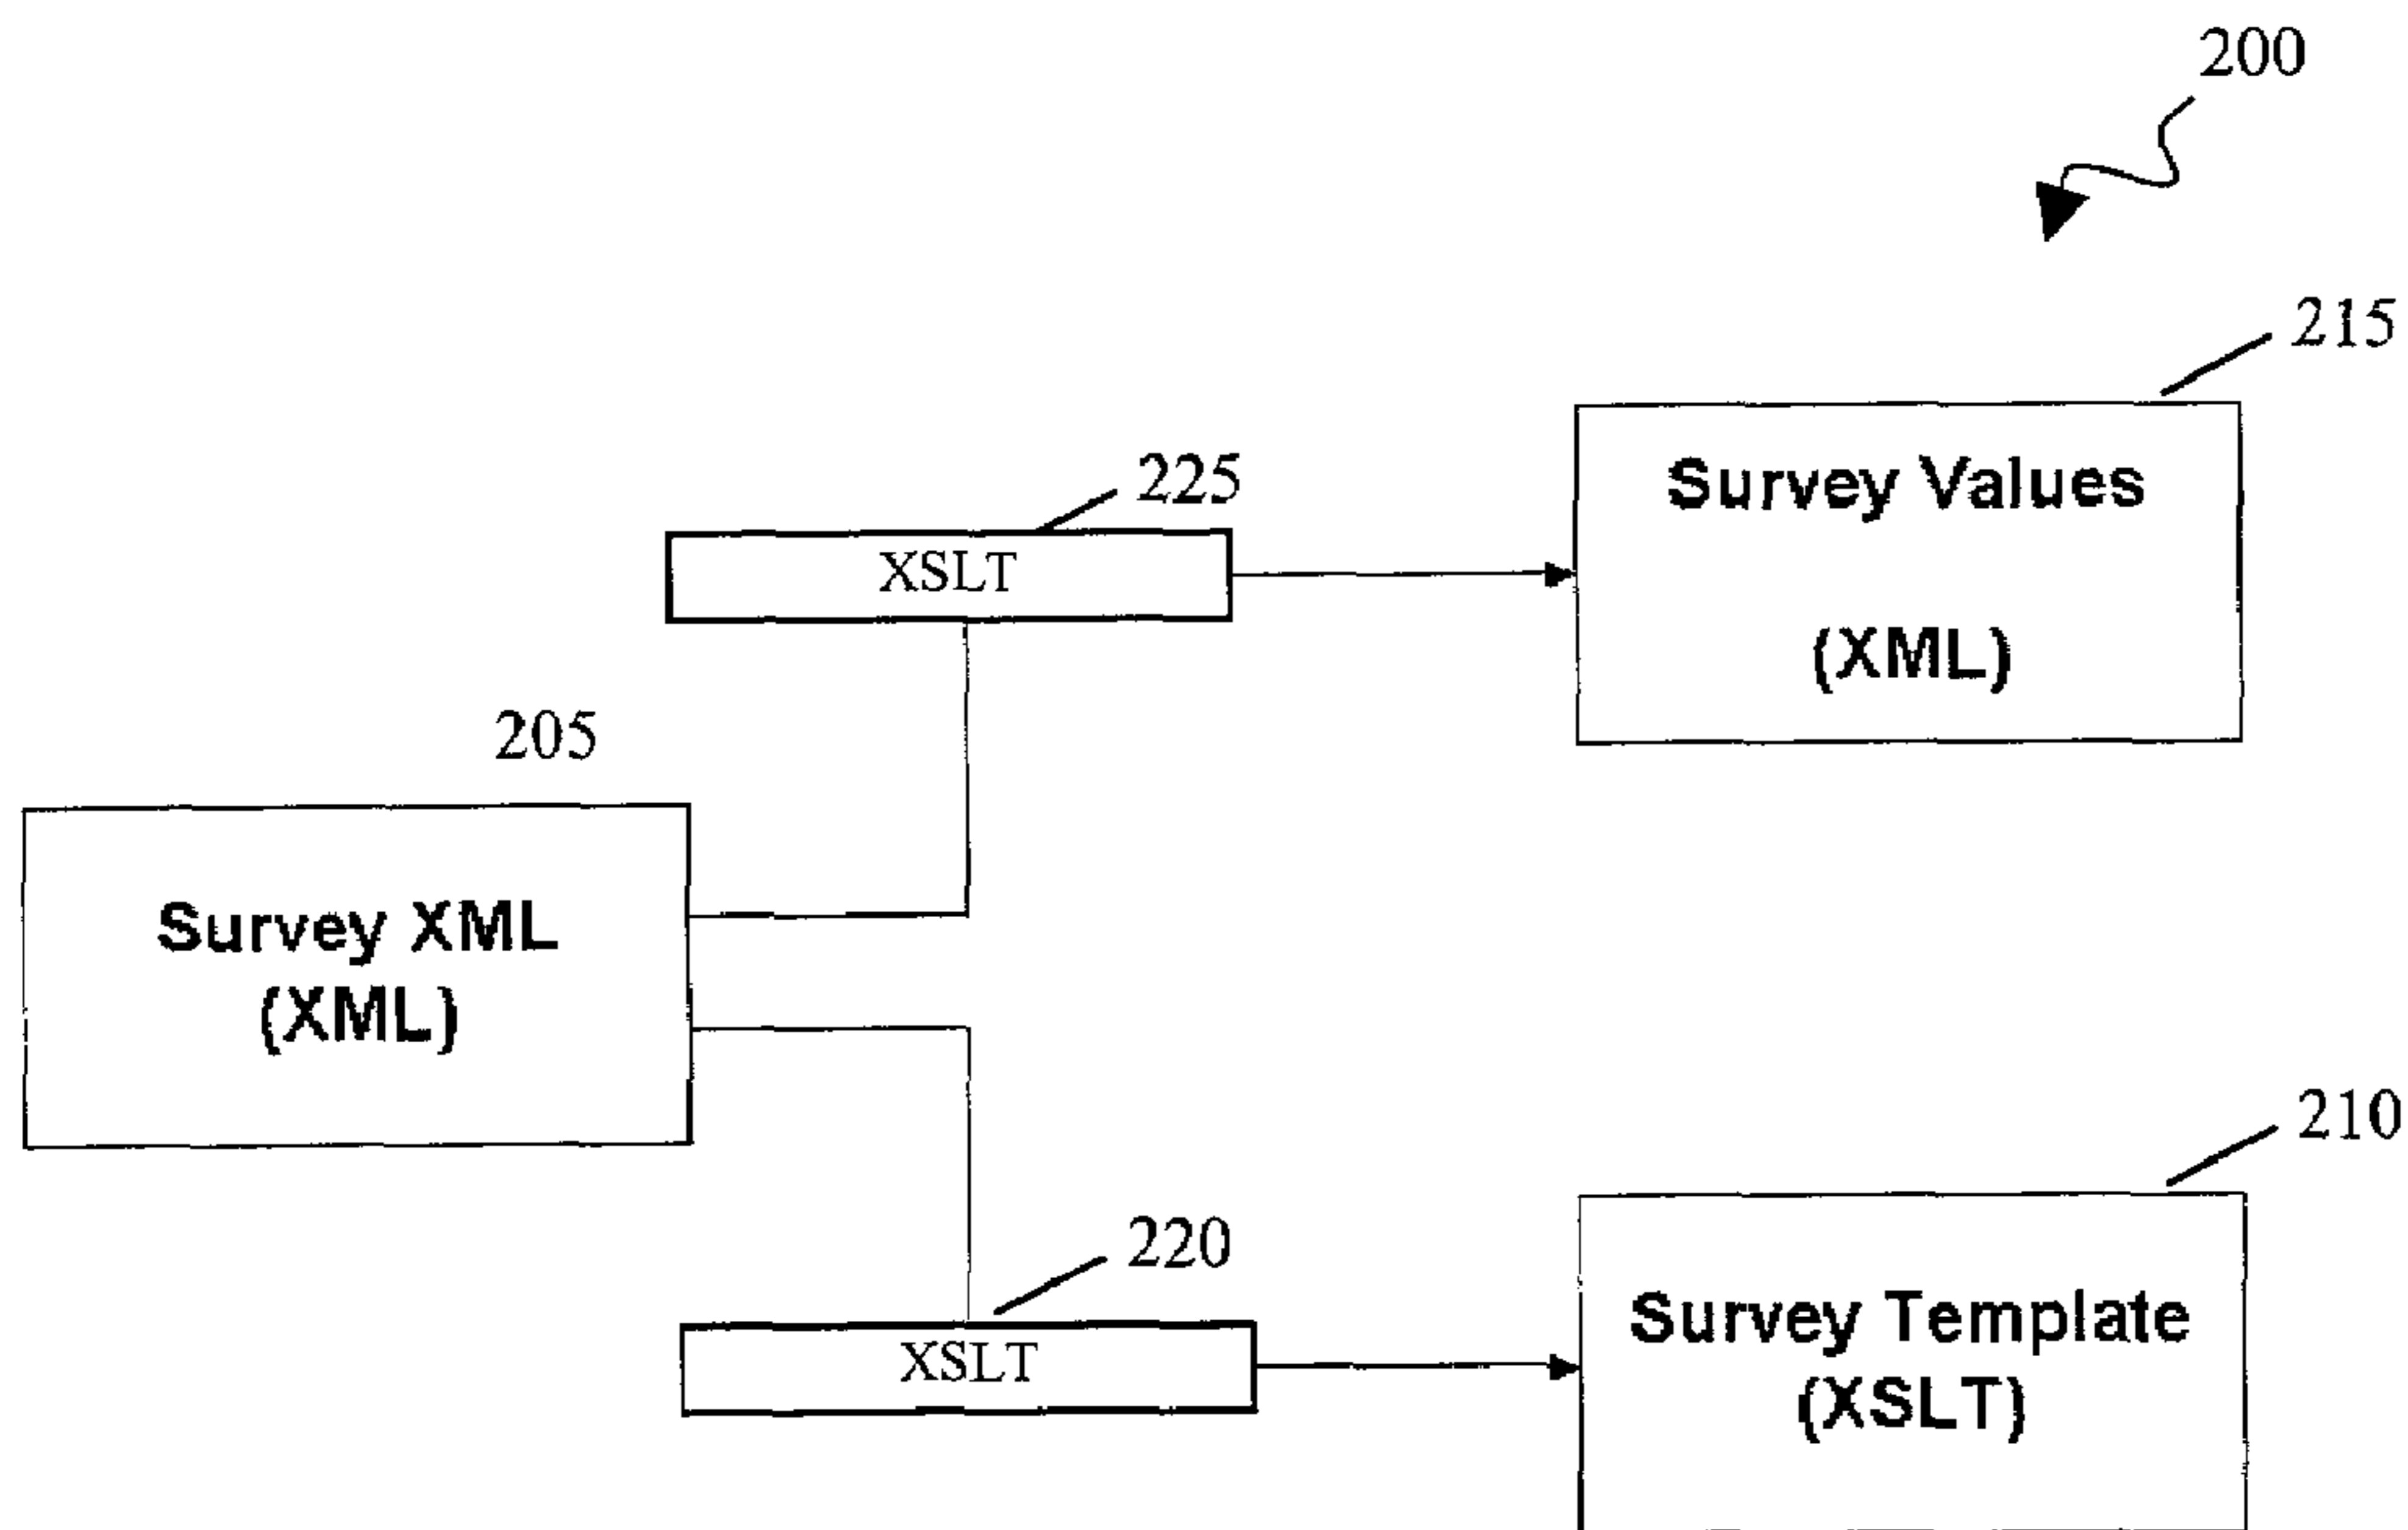 200
215
Survey Values
(XML)
225
XSLT
205
Survey XML
(XML)
210
Survey Template
(XSLT)
220
XSLT